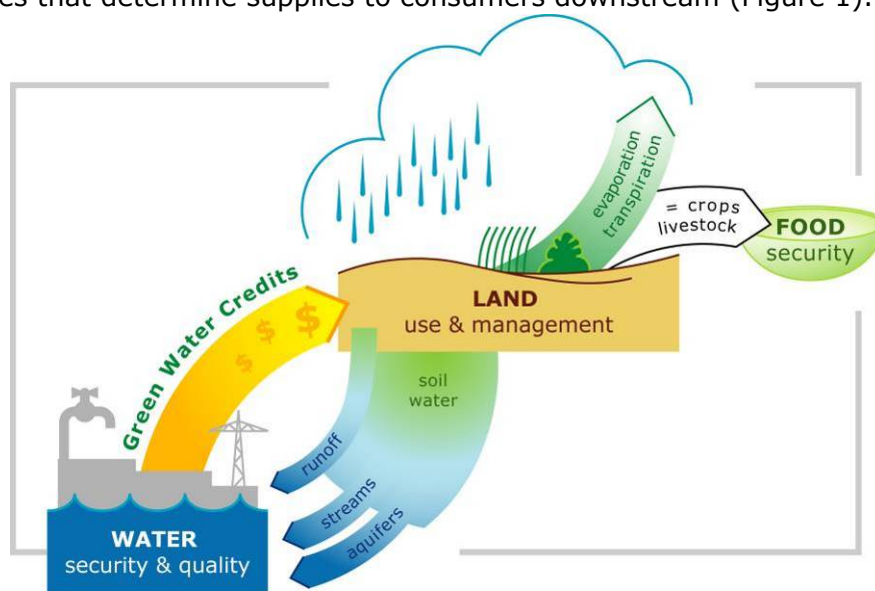 es that determine supplies to consumers downstream (Figure 1).
evaporation
transpiration
= crops
livestock
FOOD
security
Green Water Credits
$ $ $
LAND
use & management
soil
water
runoff
streams
aquifers
WATER
security & quality